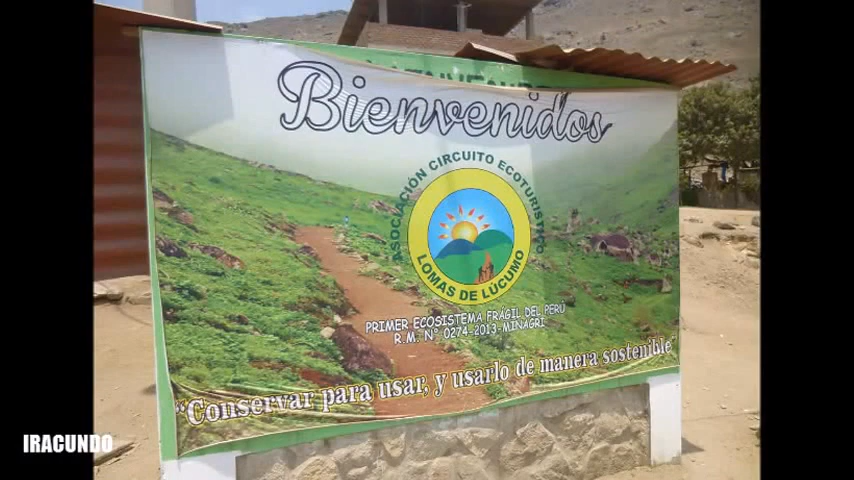 Bienvenidos
ASOCIACIÓN CIRCUITO ECOTURISTICO
LOMAS DE LÚCUMO
PRIMER ECOSISTEMA FRÁGIL DEL PERÚ
R.M. N° 0274-2013-MINAGRI
“Conservar para usar, y usarlo de manera sostenible”
IRACUNDO